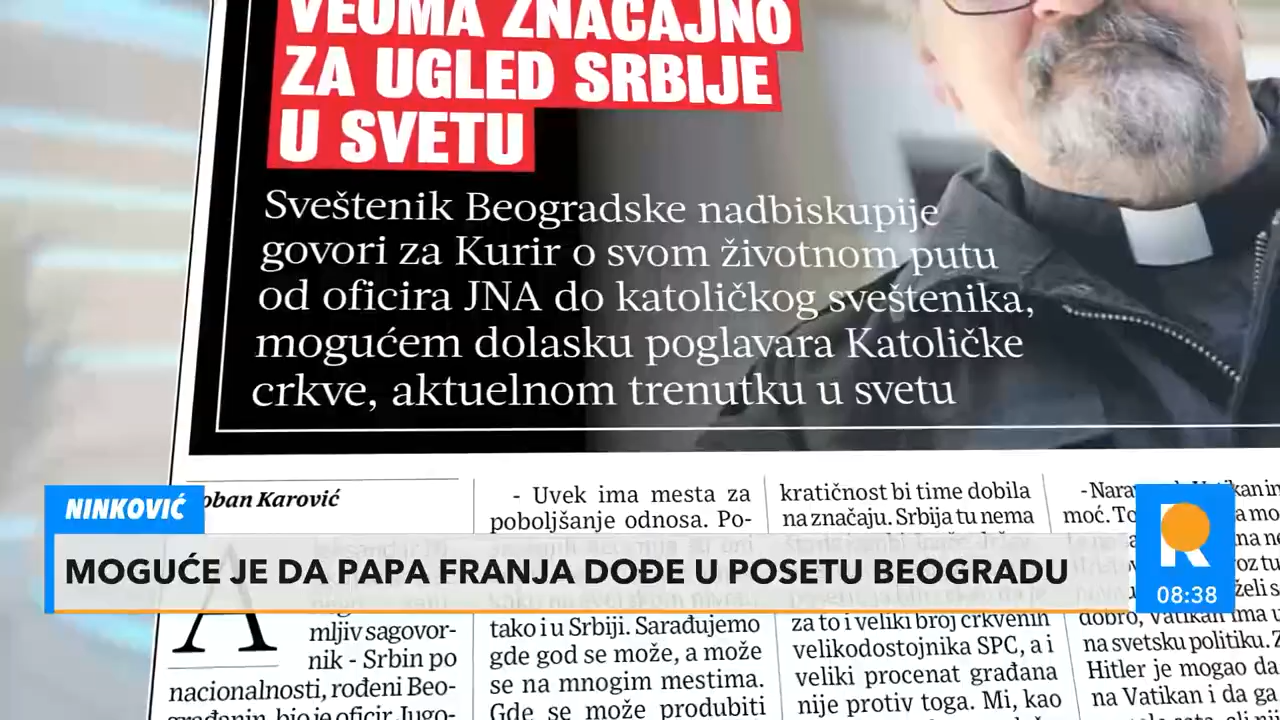 VEOMA ZNAČAJNO
ZA UGLED SRBIJE
U SVETU
Sveštenik Beogradske nadbiskupije
govori za Kurir o svom životnom putu
od oficira JNA do katoličkog sveštenika,
mogućem dolasku poglavara Katoličke
crkve, aktuelnom trenutku u svetu
oban Karović
A
mljiv sagovor-
nik - Srbin po
nacionalnosti, rođeni Beo-
građanin, bio je oficir Jugo-
- Uvek ima mesta za
poboljšanje odnosa. Po-
tako i u Srbiji. Sarađujemo
gde god se može, a može
se na mnogim mestima.
Gde se može produbiti
kratičnost bi time dobila
na značaju. Srbija tu nema
za to i veliki broj crkvenih
velikodostojnika SPC, a i
veliki procenat građana
nije protiv toga. Mi, kao
moć. To
dobro, Vatikan ima u
na svetsku politiku. Z
Hitler je mogao da
na Vatikan i da ga
NINKOVIĆ
MOGUĆE JE DA PAPA FRANJA DOĐE U POSETU BEOGRADU
R
08:38